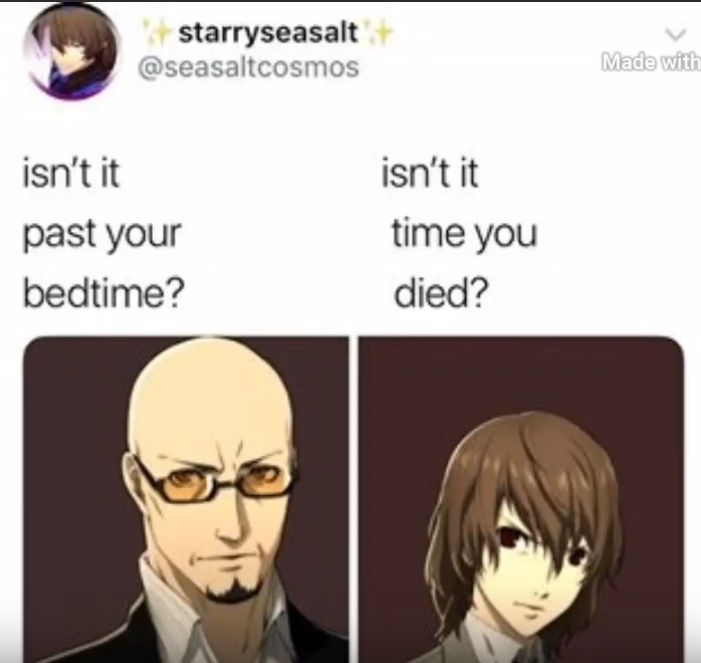 ✨starryseasalt✨
@seasaltcosmos
Made with
isn't it
past your
bedtime?
isn't it
time you
died?